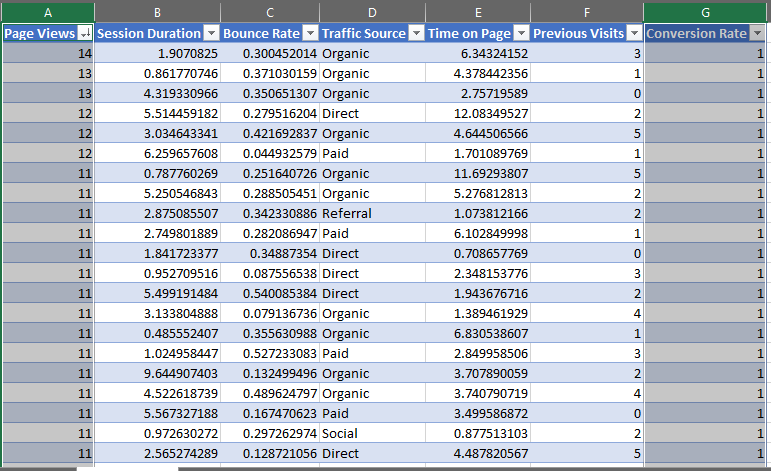 A B C D E F G
Page Views Session Duration Bounce Rate Traffic Source Time on Page Previous Visits Conversion Rate
14 1.9070825 0.300452014 Organic 6.34324152 3 1
13 0.861770746 0.371030159 Organic 4.378442356 1 1
13 4.319330966 0.350651307 Organic 2.75719589 0 1
12 5.514459182 0.279516204 Direct 12.08349527 2 1
12 3.034643341 0.421692837 Organic 4.644506566 5 1
12 6.259657608 0.044932579 Paid 1.701089769 1 1
11 0.787760269 0.251640726 Organic 11.69293807 5 1
11 5.250546843 0.288505451 Organic 5.276812813 2 1
11 2.875085507 0.342330886 Referral 1.073812166 2 1
11 2.749801889 0.282086947 Paid 6.102849998 1 1
11 1.841723377 0.34887354 Direct 0.708657769 0 1
11 0.952709516 0.087556538 Direct 2.348153776 3 1
11 5.499191484 0.540085384 Direct 1.943676716 2 1
11 3.133804888 0.079136736 Organic 1.389461929 4 1
11 0.485552407 0.355630988 Organic 6.830538607 1 1
11 1.024958447 0.527233083 Paid 2.849958506 3 1
11 9.644907403 0.132499496 Organic 3.707890059 2 1
11 4.522618739 0.489624797 Organic 3.740790719 4 1
11 5.567327188 0.167470623 Paid 3.499586872 0 1
11 0.972630272 0.297262974 Social 0.877513103 2 1
11 2.565274289 0.128721056 Direct 4.487820567 5 1